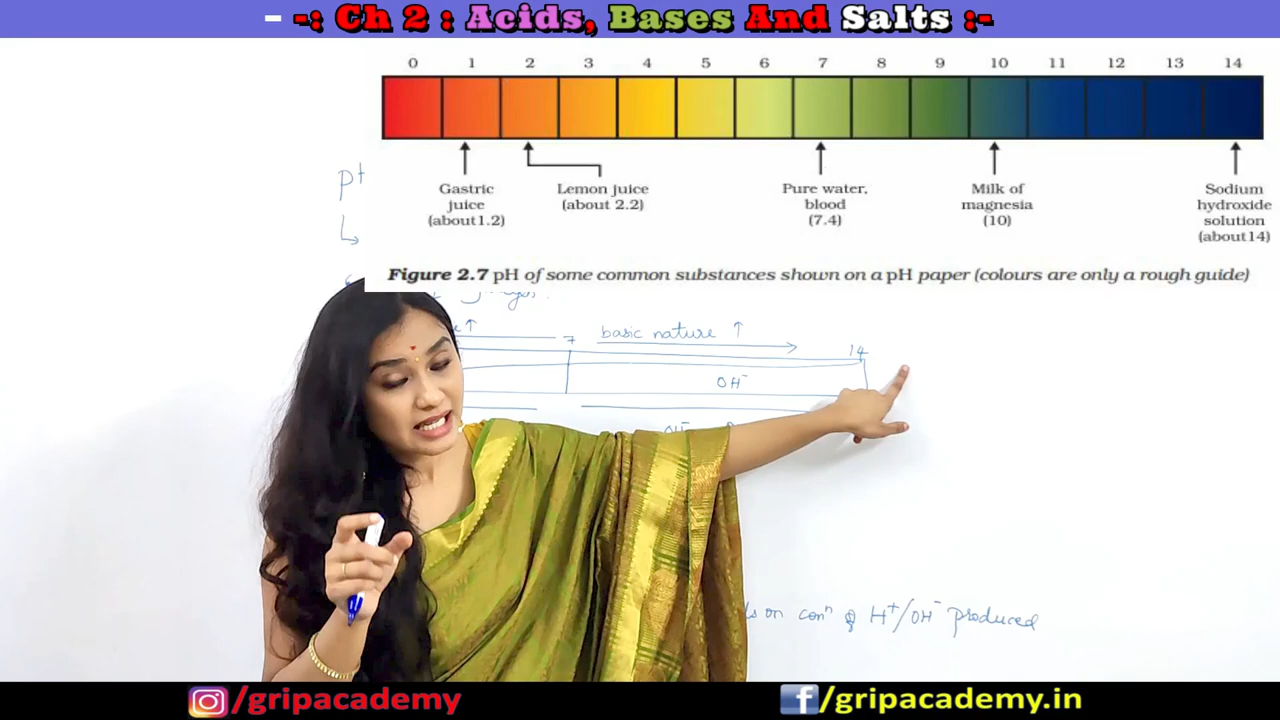 - -: Ch 2 : Acids, Bases And Salts :-
0 1 2 3 4 5 6 7 8 9 10 11 12 13 14
Gastric
juice
(about1.2)
Lemon juice
(about 2.2)
Pure water,
blood
(7.4)
Milk of
magnesia
(10)
Sodium
hydroxide
solution
(about14)
Figure 2.7 pH of some common substances shown on a pH paper (colours are only a rough guide)
↑ 7 basic nature ↑
14
OH⁻
OH⁻
on conⁿ of H⁺/OH⁻ produced
/gripacademy
/gripacademy.in